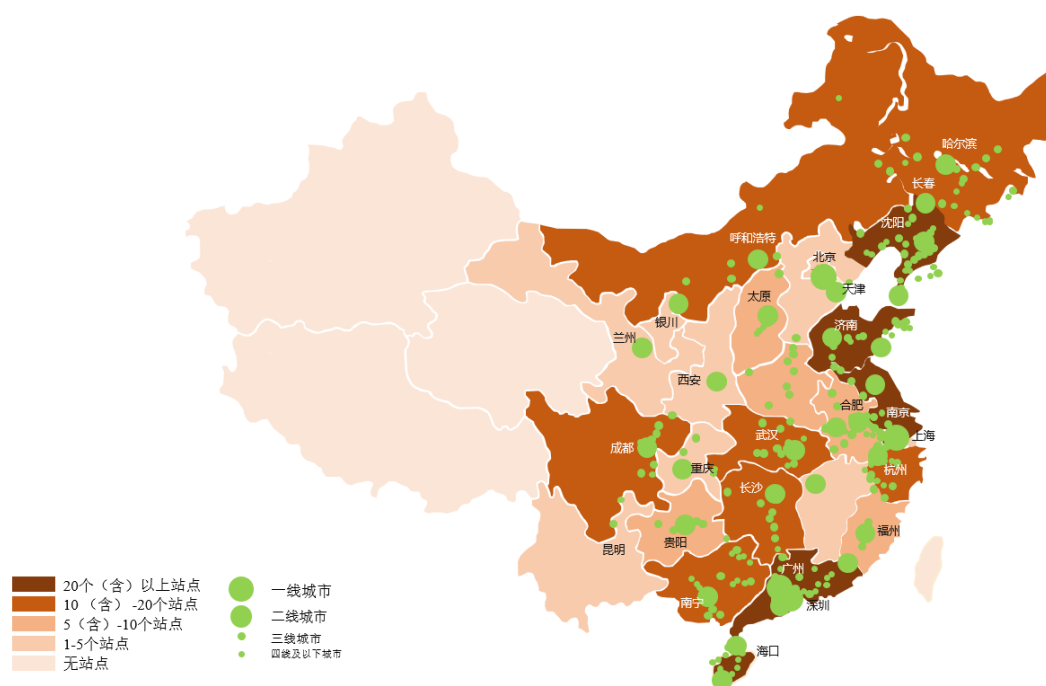 哈尔滨
长春
沈阳
呼和浩特
北京
天津
太原
银川
济南
兰州
西安
合肥
南京
武汉
上海
成都
重庆
杭州
长沙
福州
贵阳
昆明
广州
南宁
深圳
海口
20个（含）以上站点
10 （含） -20个站点
5（含）-10个站点
1-5个站点
无站点
一线城市
二线城市
三线城市
四线及以下城市